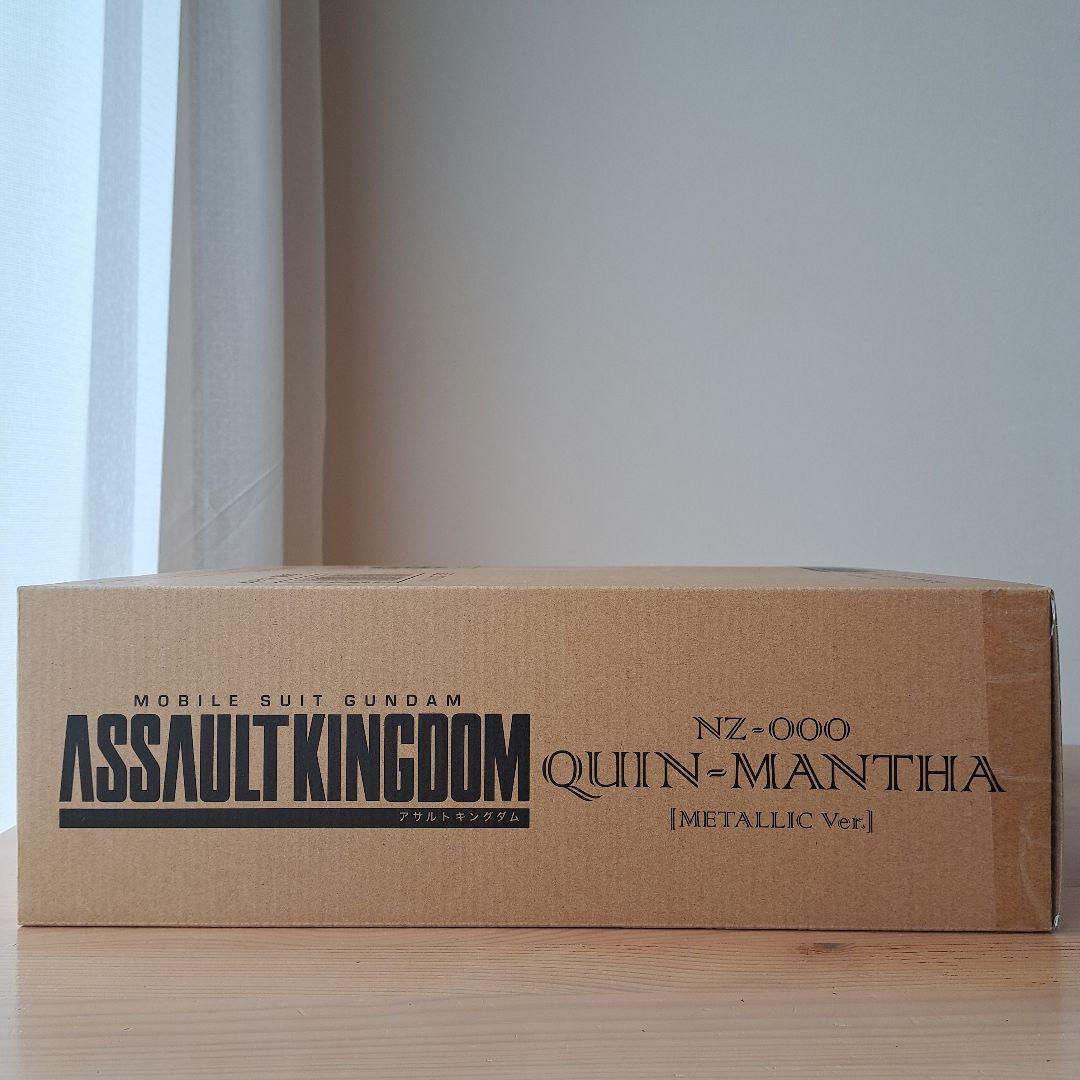 MOBILE SUIT GUNDAM
ASSAULT KINGDOM
アサルトキングダム
NZ-000
QUIN-MANTHA
[METALLIC Ver.]